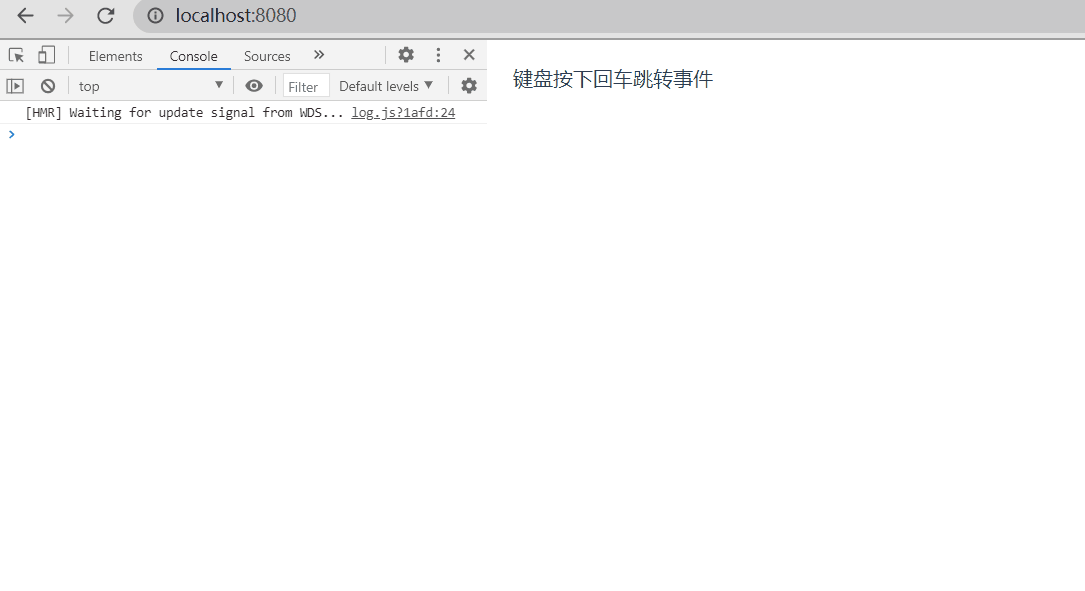 localhost:8080
Elements Console Sources »
top Filter Default levels
[HMR] Waiting for update signal from WDS... log.js?1afd:24
键盘按下回车跳转事件